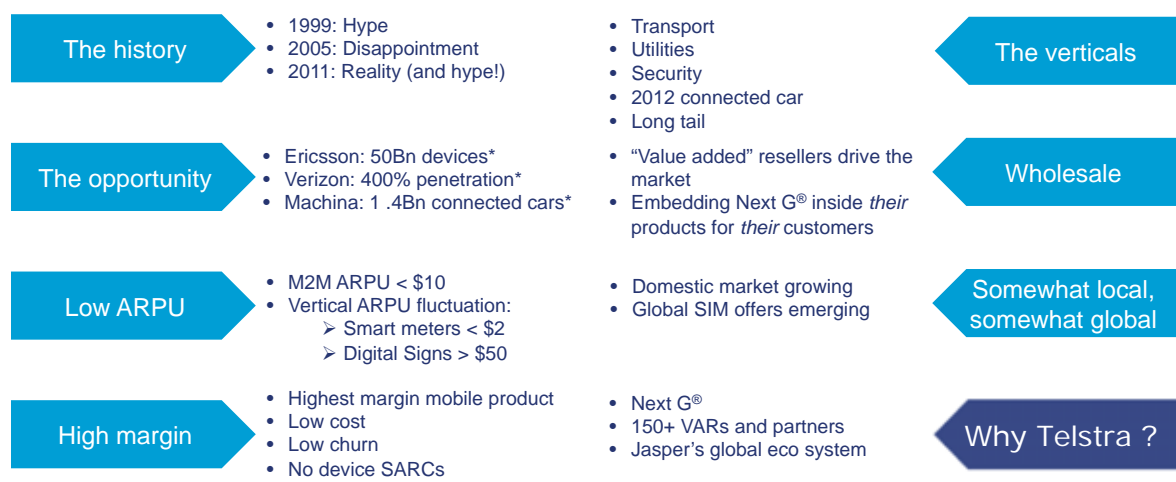 The history
• 1999: Hype
• 2005: Disappointment
• 2011: Reality (and hype!)
• Transport
• Utilities
• Security
• 2012 connected car
• Long tail
The verticals
The opportunity
• Ericsson: 50Bn devices*
• Verizon: 400% penetration*
• Machina: 1 .4Bn connected cars*
• “Value added” resellers drive the
market
• Embedding Next G® inside their
products for their customers
Wholesale
Low ARPU
• M2M ARPU < $10
• Vertical ARPU fluctuation:
➢ Smart meters < $2
➢ Digital Signs > $50
• Domestic market growing
• Global SIM offers emerging
Somewhat local,
somewhat global
High margin
• Highest margin mobile product
• Low cost
• Low churn
• No device SARCs
• Next G®
• 150+ VARs and partners
• Jasper’s global eco system
Why Telstra ?